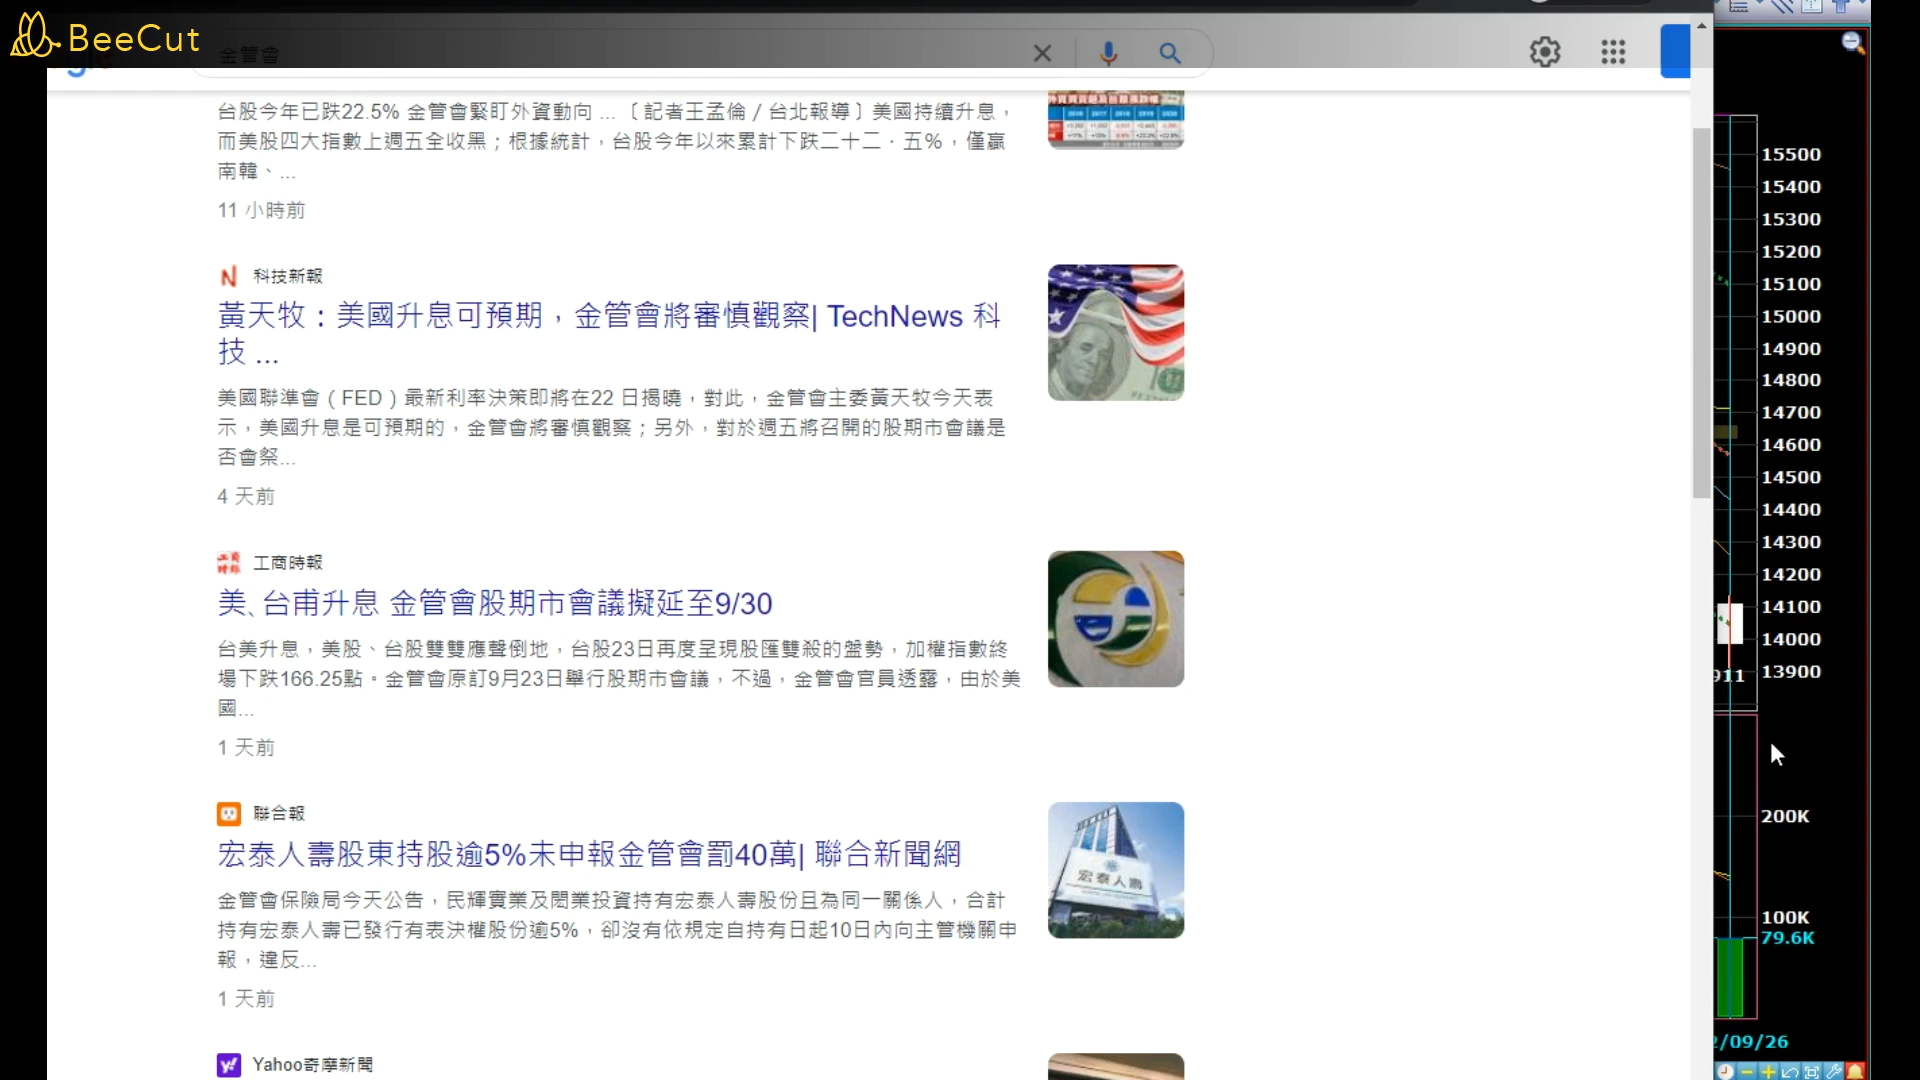 BeeCut
金管會
台股今年已跌22.5% 金管會緊盯外資動向 ...〔記者王孟倫/台北報導〕美國持續升息，
而美股四大指數上週五全收黑；根據統計，台股今年以來累計下跌二十二．五%，僅贏
南韓、...
11 小時前
科技新報
黃天牧：美國升息可預期，金管會將審慎觀察| TechNews 科
技 ...
美國聯準會（FED）最新利率決策即將在22 日揭曉，對此，金管會主委黃天牧今天表
示，美國升息是可預期的，金管會將審慎觀察；另外，對於週五將召開的股期市會議是
否會祭...
4 天前
工商時報
美、台甫升息 金管會股期市會議擬延至9/30
台美升息，美股、台股雙雙應聲倒地，台股23日再度呈現股匯雙殺的盤勢，加權指數終
場下跌166.25點。金管會原訂9月23日舉行股期市會議，不過，金管會官員透露，由於美
國...
1 天前
聯合報
宏泰人壽股東持股逾5%未申報金管會罰40萬| 聯合新聞網
金管會保險局今天公告，民輝實業及閎業投資持有宏泰人壽股份且為同一關係人，合計
持有宏泰人壽已發行有表決權股份逾5%，卻沒有依規定自持有日起10日內向主管機關申
報，違反...
1 天前
宏泰人壽
Yahoo奇摩新聞
15500
15400
15300
15200
15100
15000
14900
14800
14700
14600
14500
14400
14300
14200
14100
14000
13900
911
200K
100K
79.6K
2/09/26